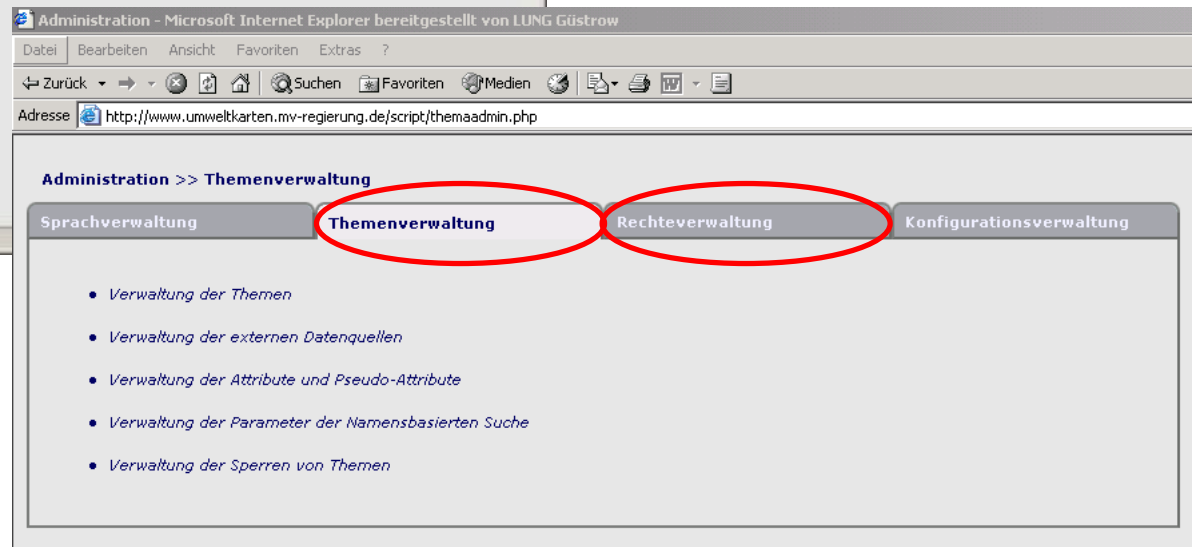 Administration - Microsoft Internet Explorer bereitgestellt von LUNG Güstrow
Datei Bearbeiten Ansicht Favoriten Extras ?
Zurück Suchen Favoriten Medien
Adresse http://www.umweltkarten.mv-regierung.de/script/themaadmin.php
Administration >> Themenverwaltung
Sprachverwaltung Themenverwaltung Rechteverwaltung Konfigurationsverwaltung
• Verwaltung der Themen
• Verwaltung der externen Datenquellen
• Verwaltung der Attribute und Pseudo-Attribute
• Verwaltung der Parameter der Namensbasierten Suche
• Verwaltung der Sperren von Themen